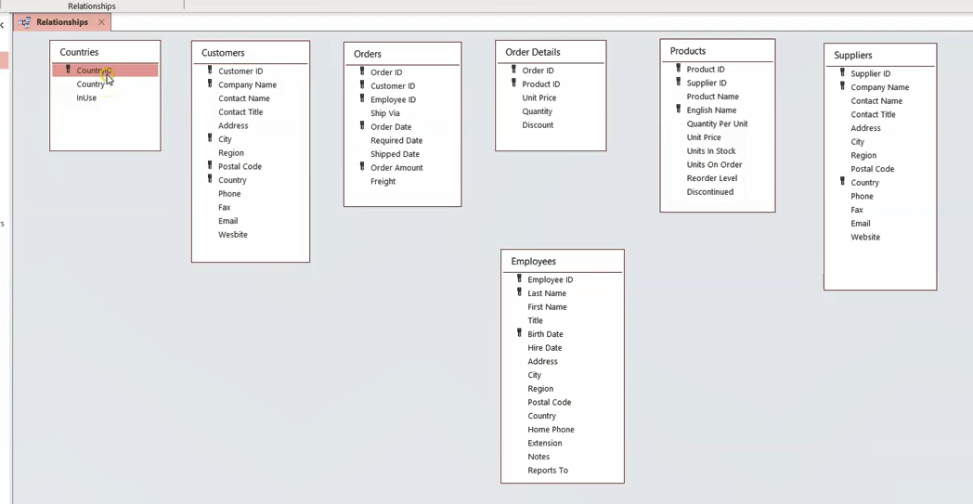 Relationships
Relationships
Countries
CountryID
Country
InUse
Customers
Customer ID
Company Name
Contact Name
Contact Title
Address
City
Region
Postal Code
Country
Phone
Fax
Email
Wesbite
Orders
Order ID
Customer ID
Employee ID
Ship Via
Order Date
Required Date
Shipped Date
Order Amount
Freight
Order Details
Order ID
Product ID
Unit Price
Quantity
Discount
Products
Product ID
Supplier ID
Product Name
English Name
Quantity Per Unit
Unit Price
Units In Stock
Units On Order
Reorder Level
Discontinued
Suppliers
Supplier ID
Company Name
Contact Name
Contact Title
Address
City
Region
Postal Code
Country
Phone
Fax
Email
Website
Employees
Employee ID
Last Name
First Name
Title
Birth Date
Hire Date
Address
City
Region
Postal Code
Country
Home Phone
Extension
Notes
Reports To